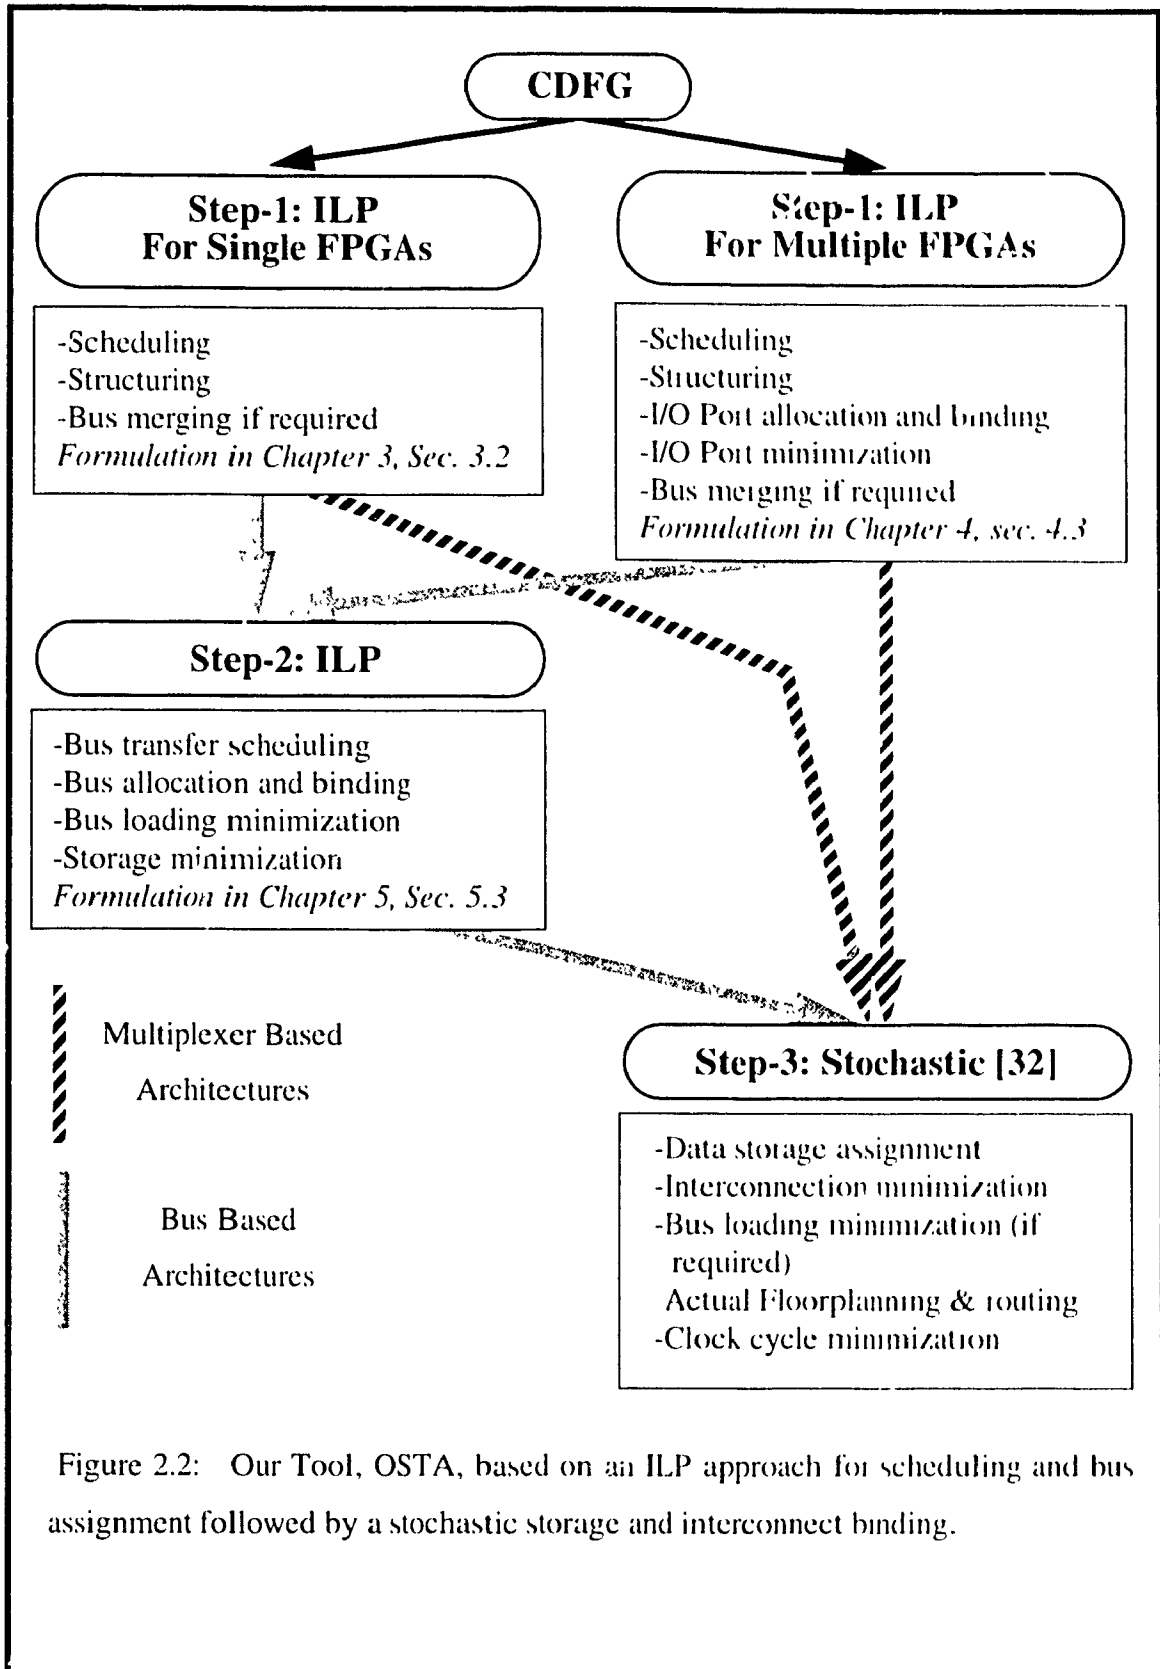 CDFG
Step-1: ILP
For Single FPGAs
-Scheduling
-Structuring
-Bus merging if required
Formulation in Chapter 3, Sec. 3.2
Step-1: ILP
For Multiple FPGAs
-Scheduling
-Structuring
-I/O Port allocation and binding
-I/O Port minimization
-Bus merging if required
Formulation in Chapter 4, sec. 4.3
Step-2: ILP
-Bus transfer scheduling
-Bus allocation and binding
-Bus loading minimization
-Storage minimization
Formulation in Chapter 5, Sec. 5.3
Multiplexer Based
Architectures
Bus Based
Architectures
Step-3: Stochastic [32]
-Data storage assignment
-Interconnection minimization
-Bus loading minimization (if
required)
Actual Floorplanning & routing
-Clock cycle minimization
Figure 2.2: Our Tool, OSTA, based on an ILP approach for scheduling and bus
assignment followed by a stochastic storage and interconnect binding.